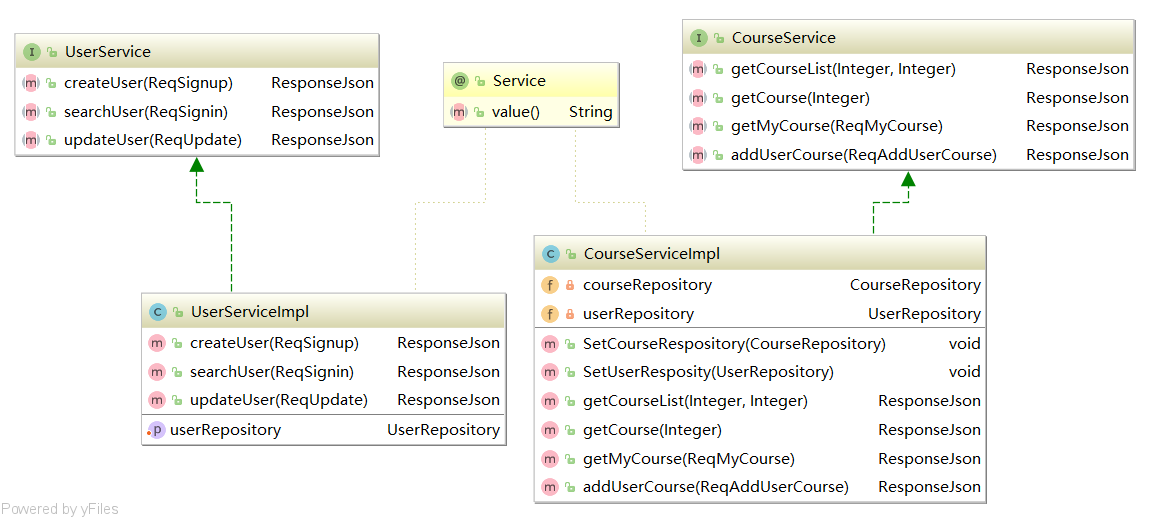 UserService
createUser(ReqSignup) ResponseJson
searchUser(ReqSignin) ResponseJson
updateUser(ReqUpdate) ResponseJson
Service
value() String
CourseService
getCourseList(Integer, Integer) ResponseJson
getCourse(Integer) ResponseJson
getMyCourse(ReqMyCourse) ResponseJson
addUserCourse(ReqAddUserCourse) ResponseJson
UserServiceImpl
createUser(ReqSignup) ResponseJson
searchUser(ReqSignin) ResponseJson
updateUser(ReqUpdate) ResponseJson
userRepository UserRepository
CourseServiceImpl
courseRepository CourseRepository
userRepository UserRepository
SetCourseRespository(CourseRepository) void
SetUserResposity(UserRepository) void
getCourseList(Integer, Integer) ResponseJson
getCourse(Integer) ResponseJson
getMyCourse(ReqMyCourse) ResponseJson
addUserCourse(ReqAddUserCourse) ResponseJson
Powered by yFiles